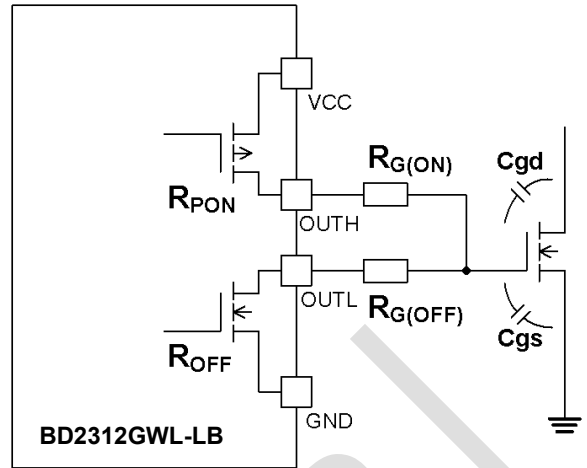 VCC
RPON
RG(ON)
Cgd
OUTH
OUTL
RG(OFF)
Cgs
ROFF
GND
BD2312GWL-LB